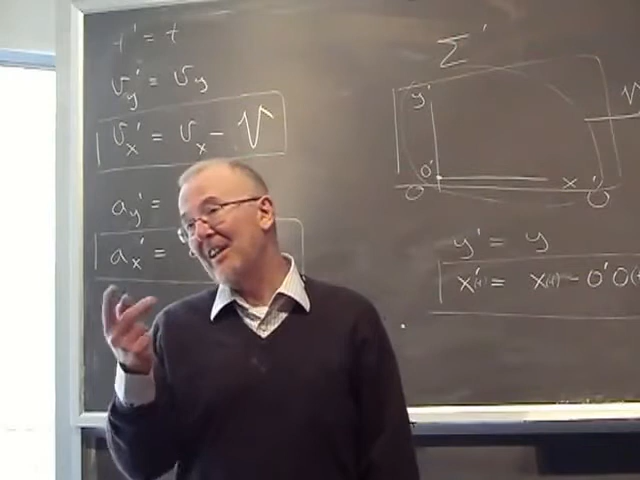 t' = t
v_y' = v_y
v_x' = v_x - V
a_y' =
a_x' =
Σ'
V
y'
O'
x'
y' = y
x'(t) = x(t) - O'O(t